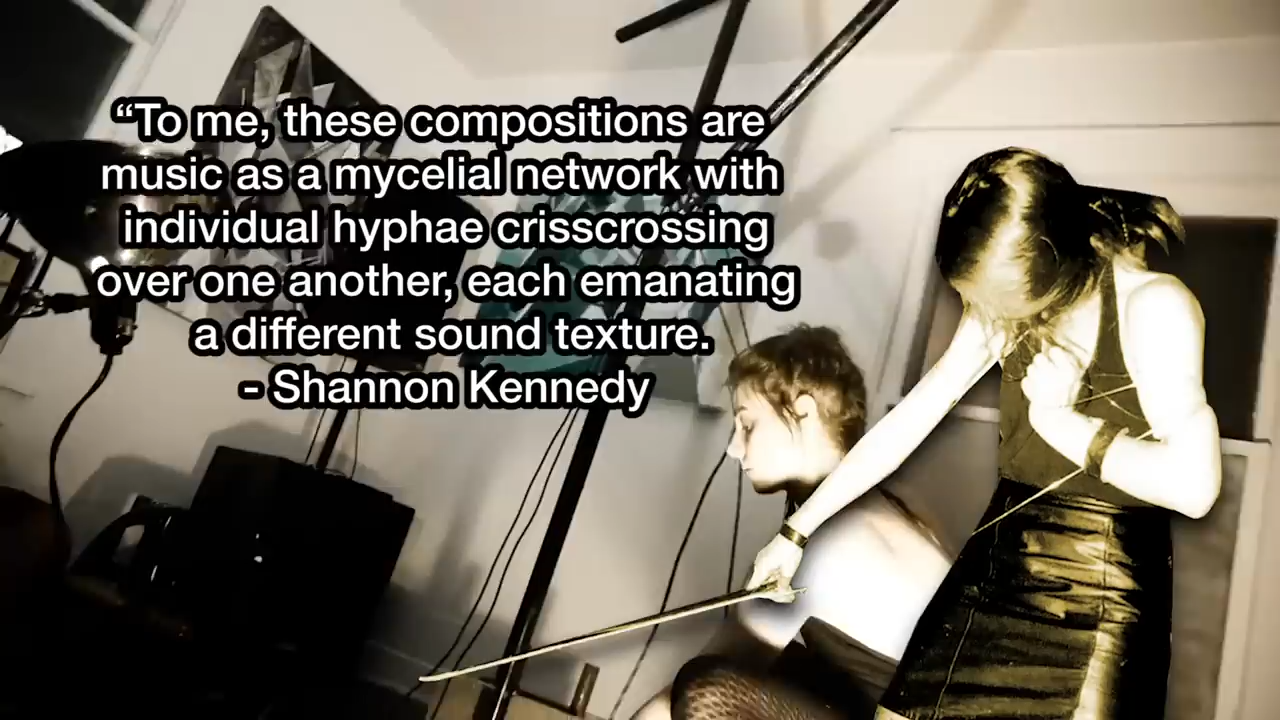 “To me, these compositions are
music as a mycelial network with
individual hyphae crisscrossing
over one another, each emanating
a different sound texture.
- Shannon Kennedy